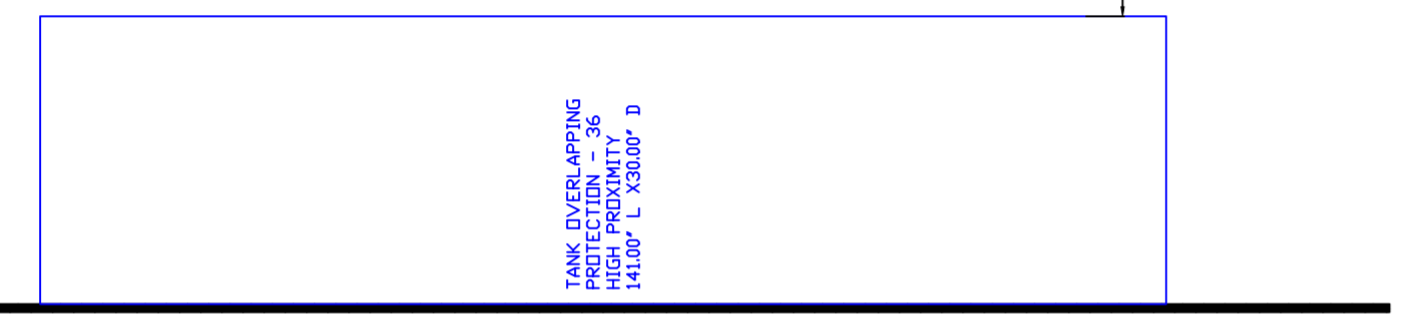 TANK OVERLAPPING
PROTECTION - 36
HIGH PROXIMITY
141.00" L X30.00" D